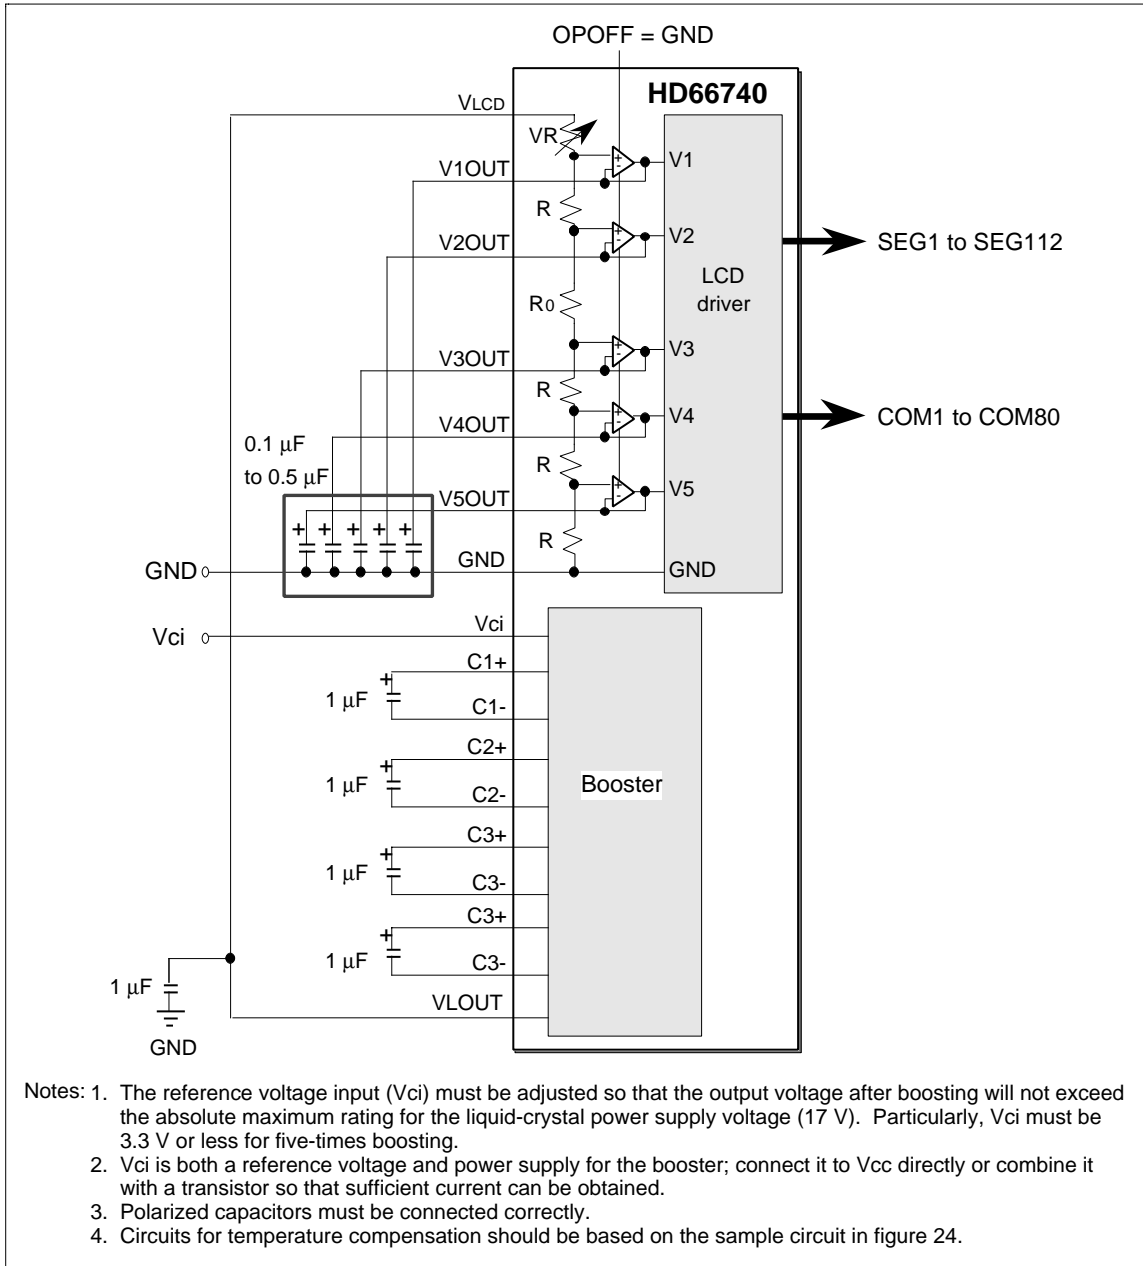 OPOFF = GND
HD66740
VLCD
VR
V1OUT
V1
R
V2OUT
V2
SEG1 to SEG112
LCD
driver
R0
V3OUT
V3
R
V4OUT
V4
COM1 to COM80
0.1 μF
to 0.5 μF
R
V5OUT
V5
+ + + + +
R
GND
GND
GND
Vci
Vci
C1+
+
1 μF
C1-
C2+
+
1 μF
C2-
Booster
C3+
+
1 μF
C3-
C3+
+
1 μF
C3-
1 μF
VLOUT
GND
Notes: 1. The reference voltage input (Vci) must be adjusted so that the output voltage after boosting will not exceed
the absolute maximum rating for the liquid-crystal power supply voltage (17 V). Particularly, Vci must be
3.3 V or less for five-times boosting.
2. Vci is both a reference voltage and power supply for the booster; connect it to Vcc directly or combine it
with a transistor so that sufficient current can be obtained.
3. Polarized capacitors must be connected correctly.
4. Circuits for temperature compensation should be based on the sample circuit in figure 24.